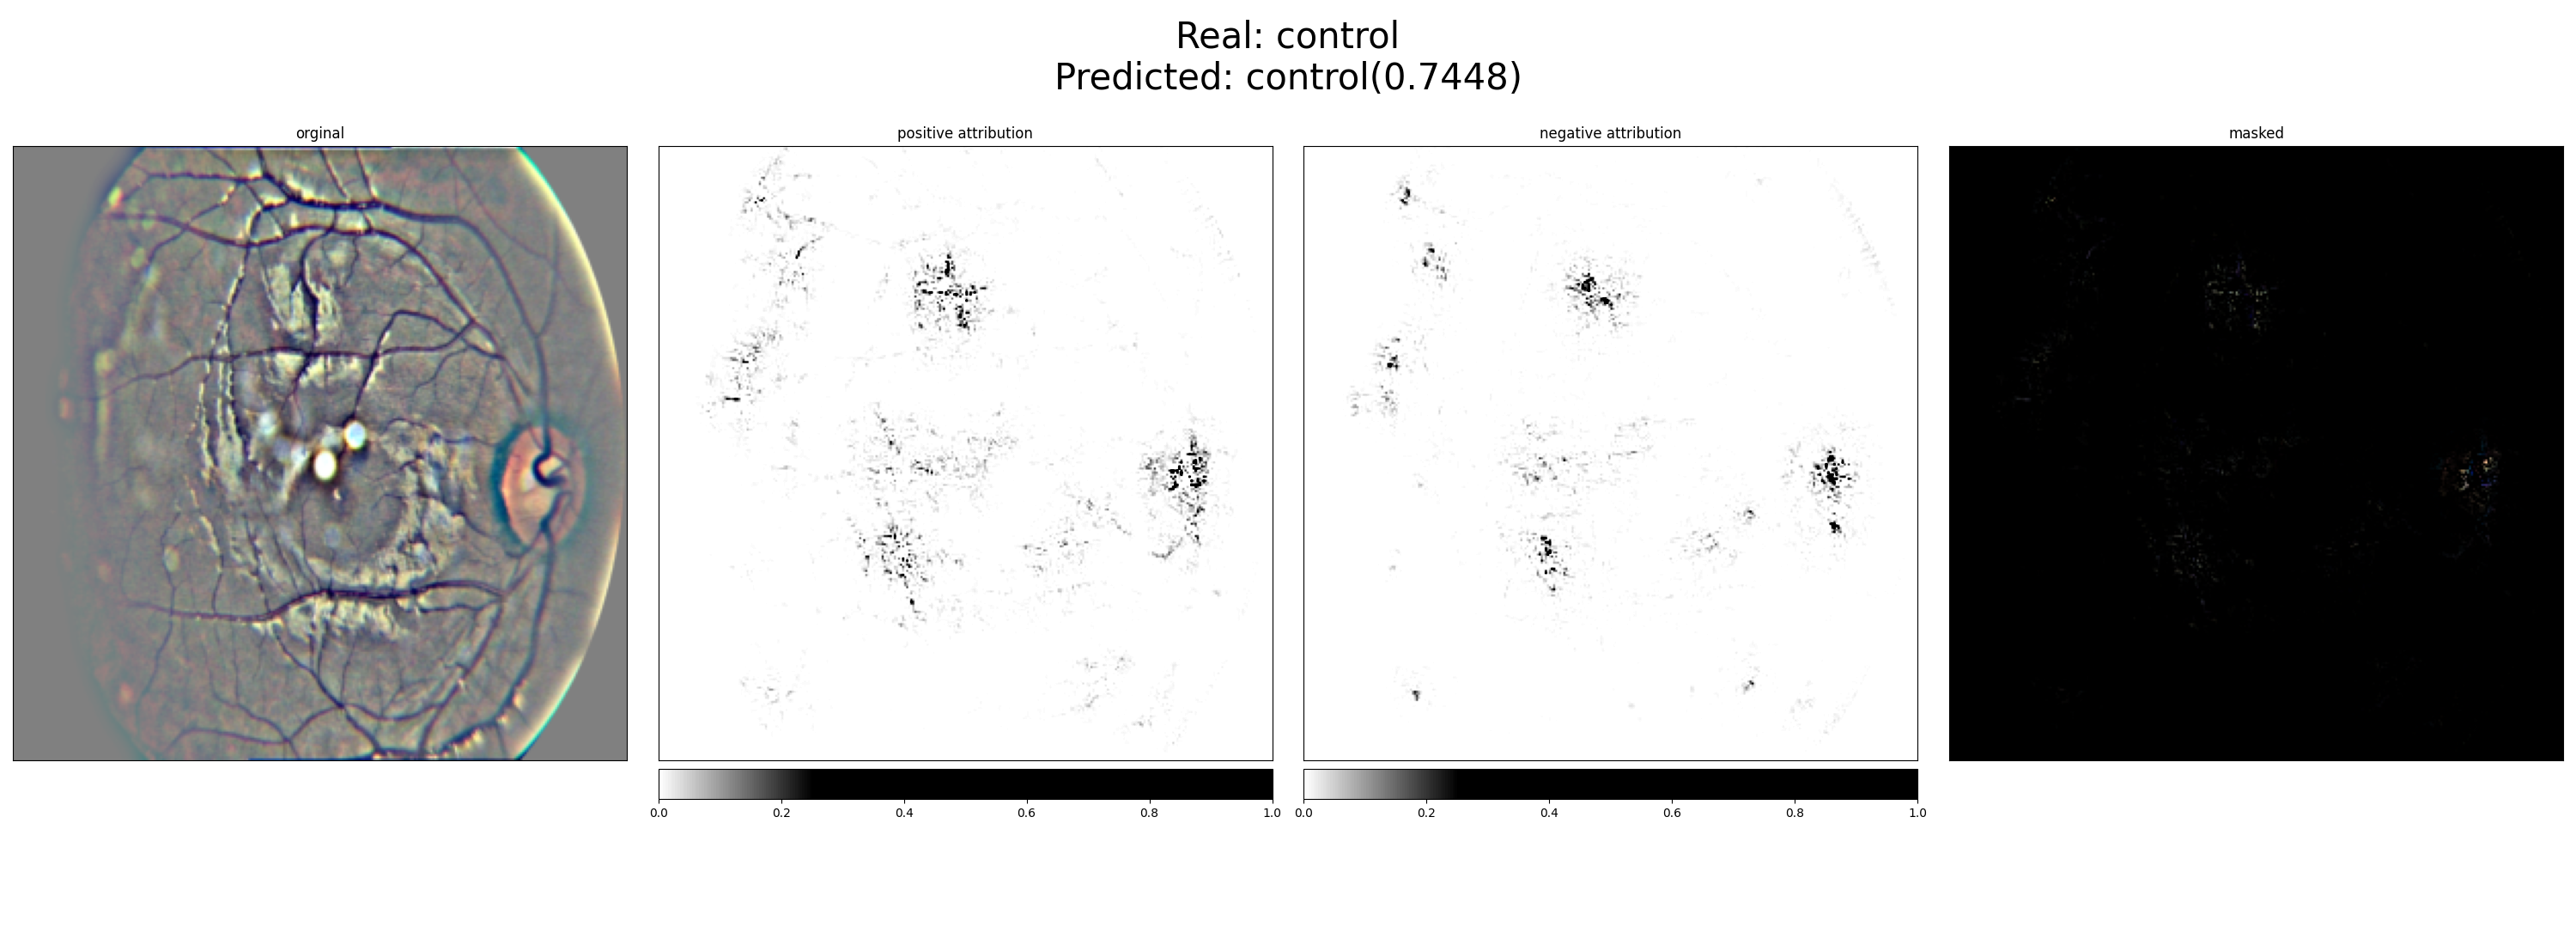 Real: control
Predicted: control(0.7448)
orginal
positive attribution
negative attribution
masked
0.0 0.2 0.4 0.6 0.8 1.0
0.0 0.2 0.4 0.6 0.8 1.0